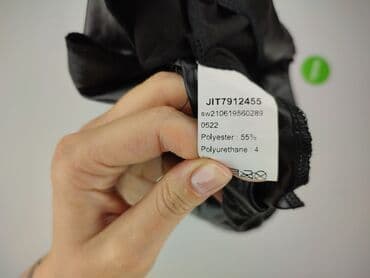 JIT7912455
sw210619560289
0522
Polyester : 55%
Polyurethane : 4